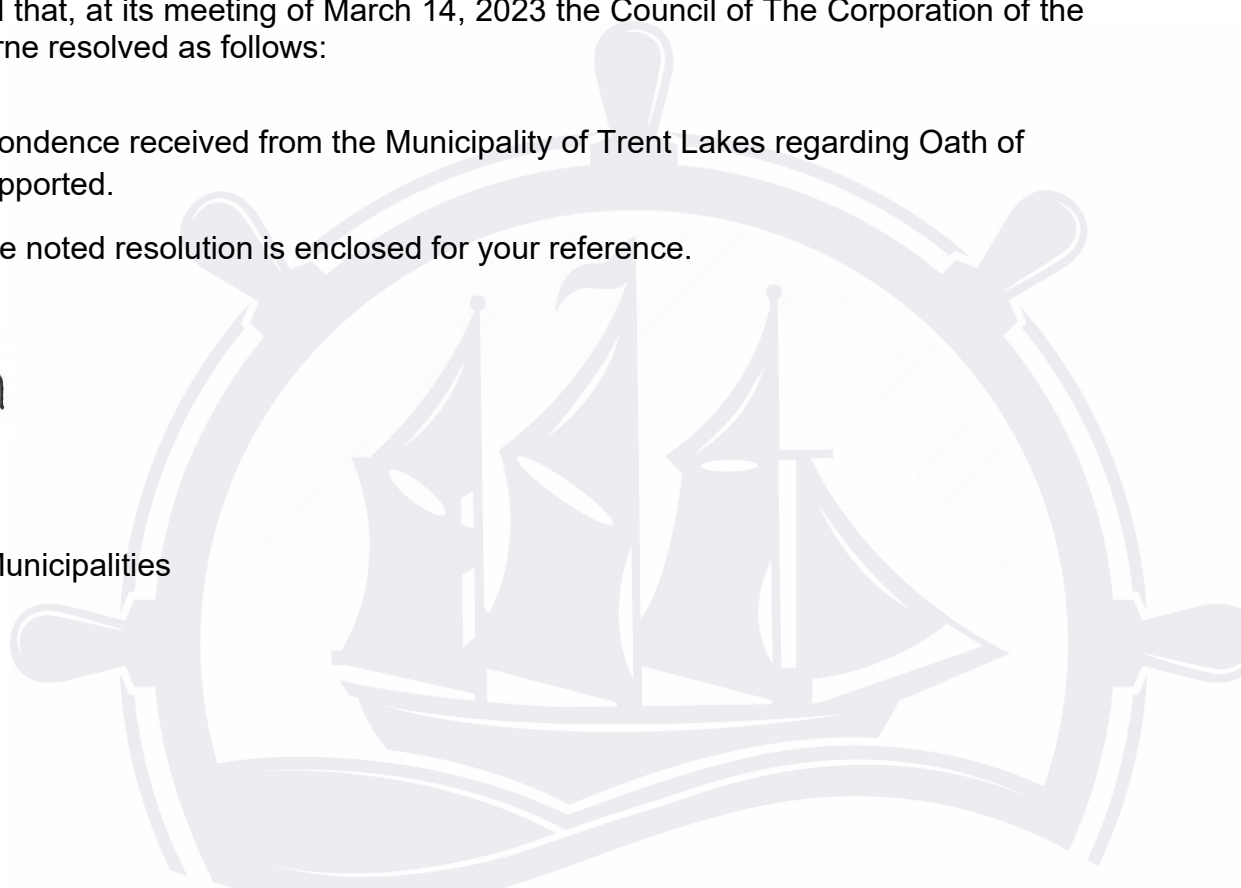 that, at its meeting of March 14, 2023 the Council of The Corporation of the
rne resolved as follows:
ondence received from the Municipality of Trent Lakes regarding Oath of
pported.
e noted resolution is enclosed for your reference.
unicipalities